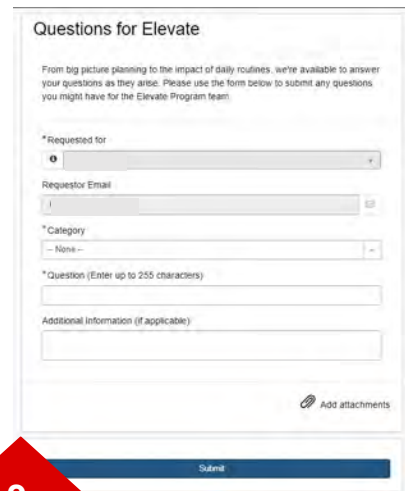 Questions for Elevate
From big picture planning to the impact of daily routines, we're available to answer
your questions as they arise. Please use the form below to submit any questions
you might have for the Elevate Program team.
*Requested for
Requestor Email
*Category
-- None --
*Question (Enter up to 255 characters)
Additional Information (if applicable)
Add attachments
Submit